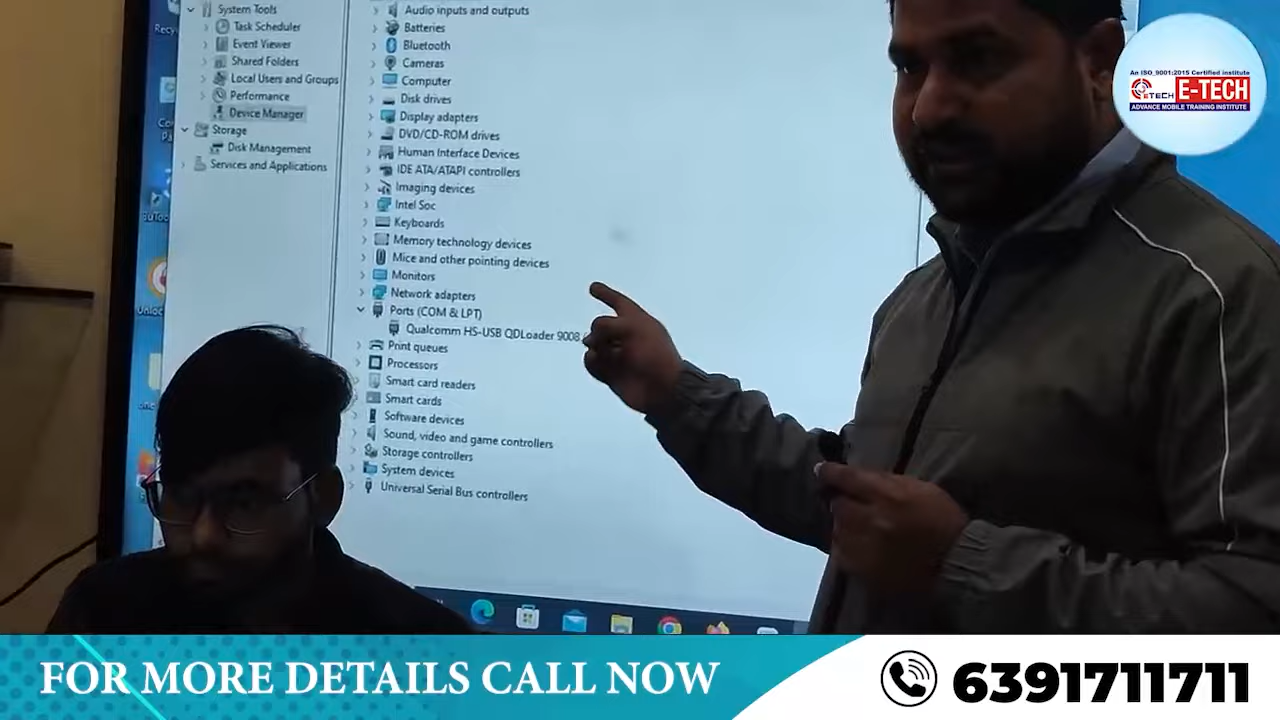 System Tools
Task Scheduler
Event Viewer
Shared Folders
Local Users and Groups
Performance
Device Manager
Storage
Disk Management
Services and Applications
Audio inputs and outputs
Batteries
Bluetooth
Cameras
Computer
Disk drives
Display adapters
DVD/CD-ROM drives
Human Interface Devices
IDE ATA/ATAPI controllers
Imaging devices
Intel Soc
Keyboards
Memory technology devices
Mice and other pointing devices
Monitors
Network adapters
Ports (COM & LPT)
Qualcomm HS-USB QDLoader 9008
Print queues
Processors
Smart card readers
Smart cards
Software devices
Sound, video and game controllers
Storage controllers
System devices
Universal Serial Bus controllers
An ISO_9001:2015 Certified institute
ETECH E-TECH
ADVANCE MOBILE TRAINING INSTITUTE
FOR MORE DETAILS CALL NOW
6391711711